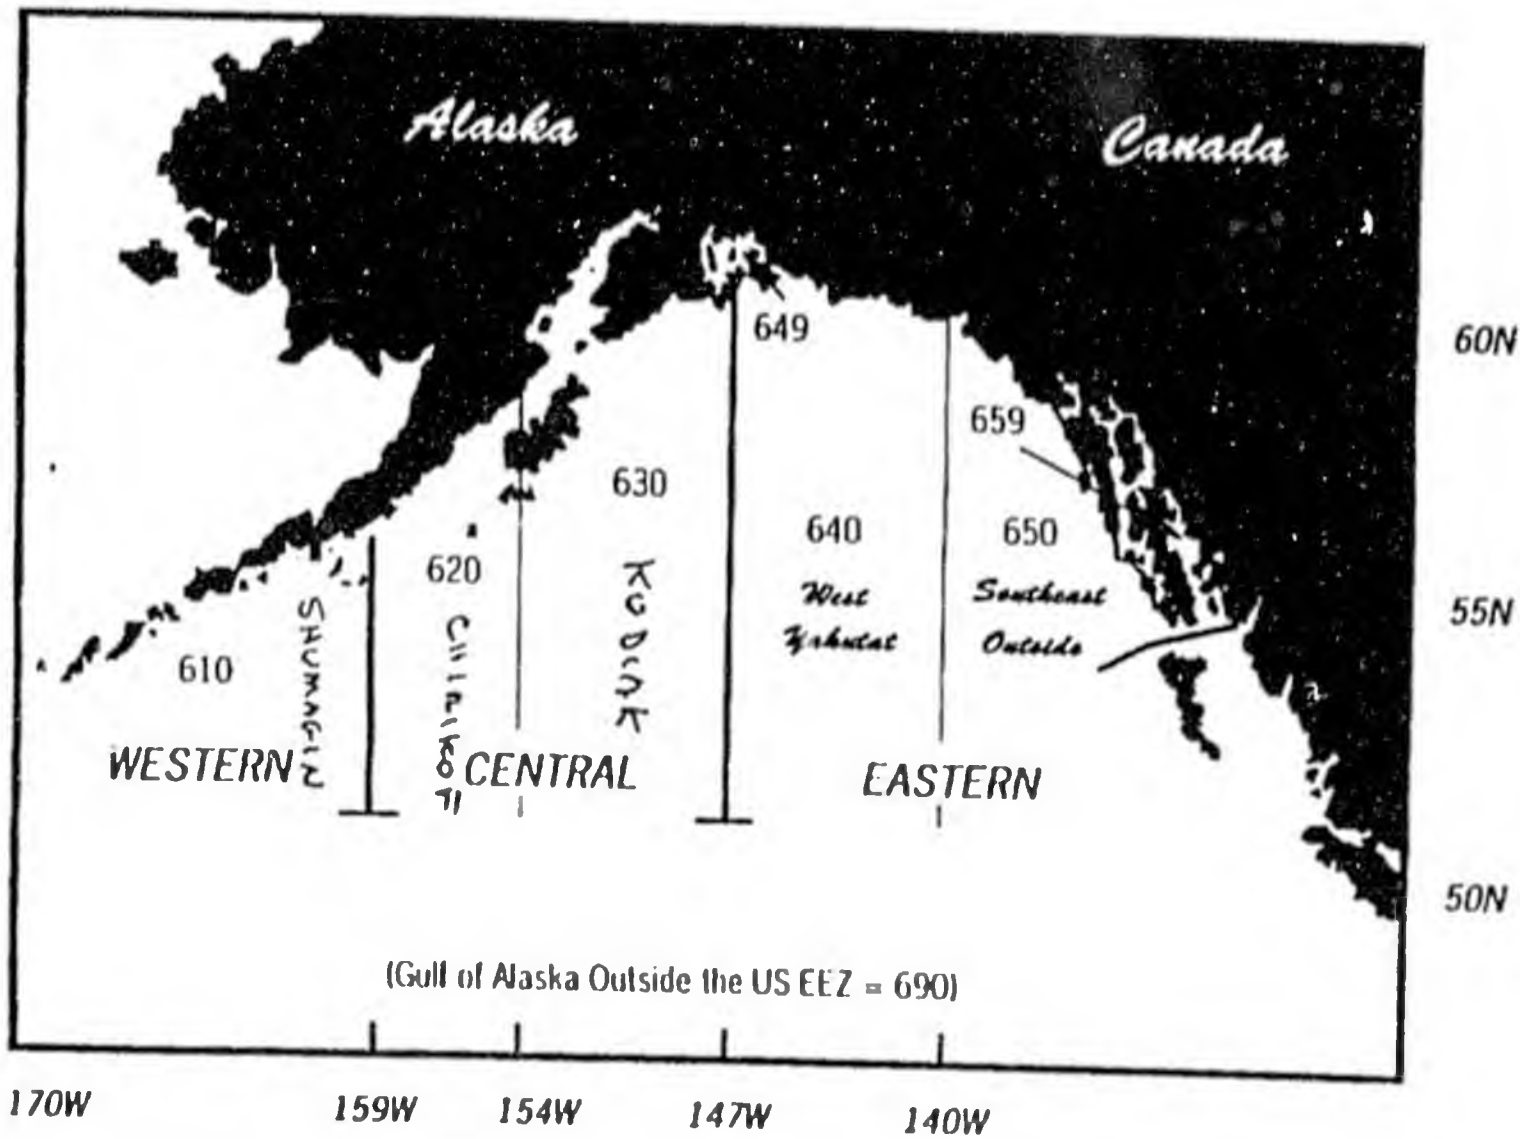 Alaska
Canada
649
60N
659
630
640
650
620
West
Yakutat
Southeast
Outside
55N
KODIAK
SHUMAGIN
CHIRIKOF
610
WESTERN
CENTRAL
EASTERN
50N
(Gulf of Alaska Outside the US EEZ = 690)
170W
159W
154W
147W
140W